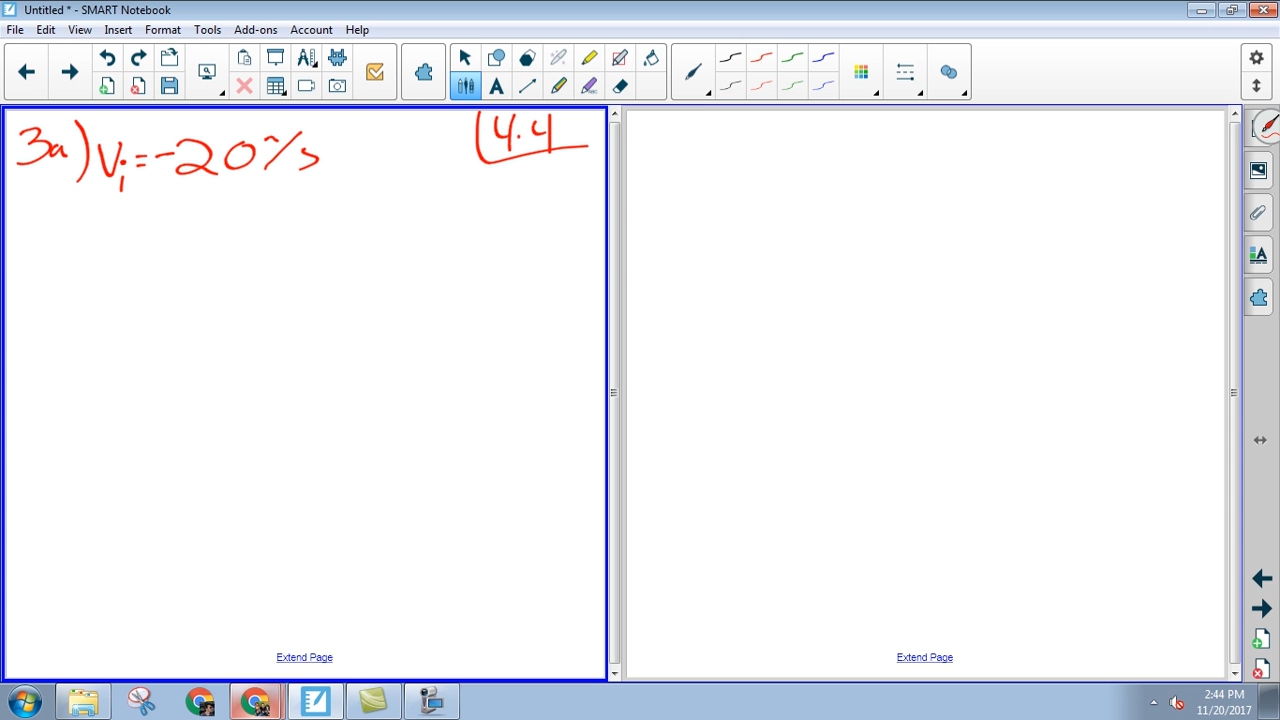 Untitled * - SMART Notebook
File Edit View Insert Format Tools Add-ons Account Help
3a) Vi = -20 m/s
4.4
Extend Page
Extend Page
2:44 PM
11/20/2017